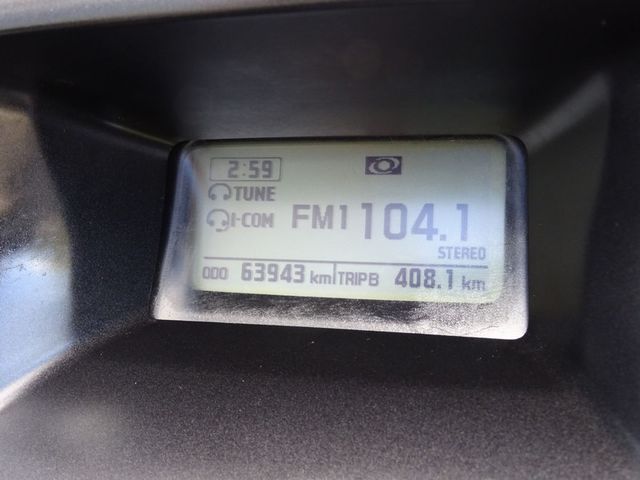 2:59
TUNE
I-COM FM1 104.1
STEREO
ODO 63943 km TRIP B 408.1 km